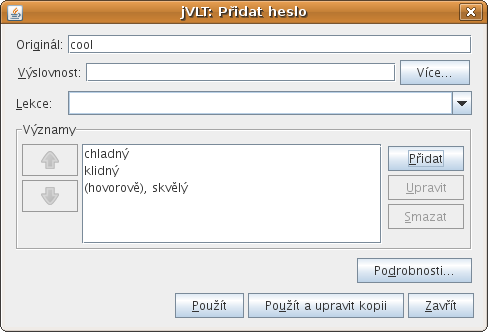 jVLT: Přidat heslo
Originál: cool
Výslovnost: Více...
Lekce:
Významy
chladný
klidný
(hovorově), skvělý
Přidat
Upravit
Smazat
Podrobnosti...
Použít Použít a upravit kopii Zavřít